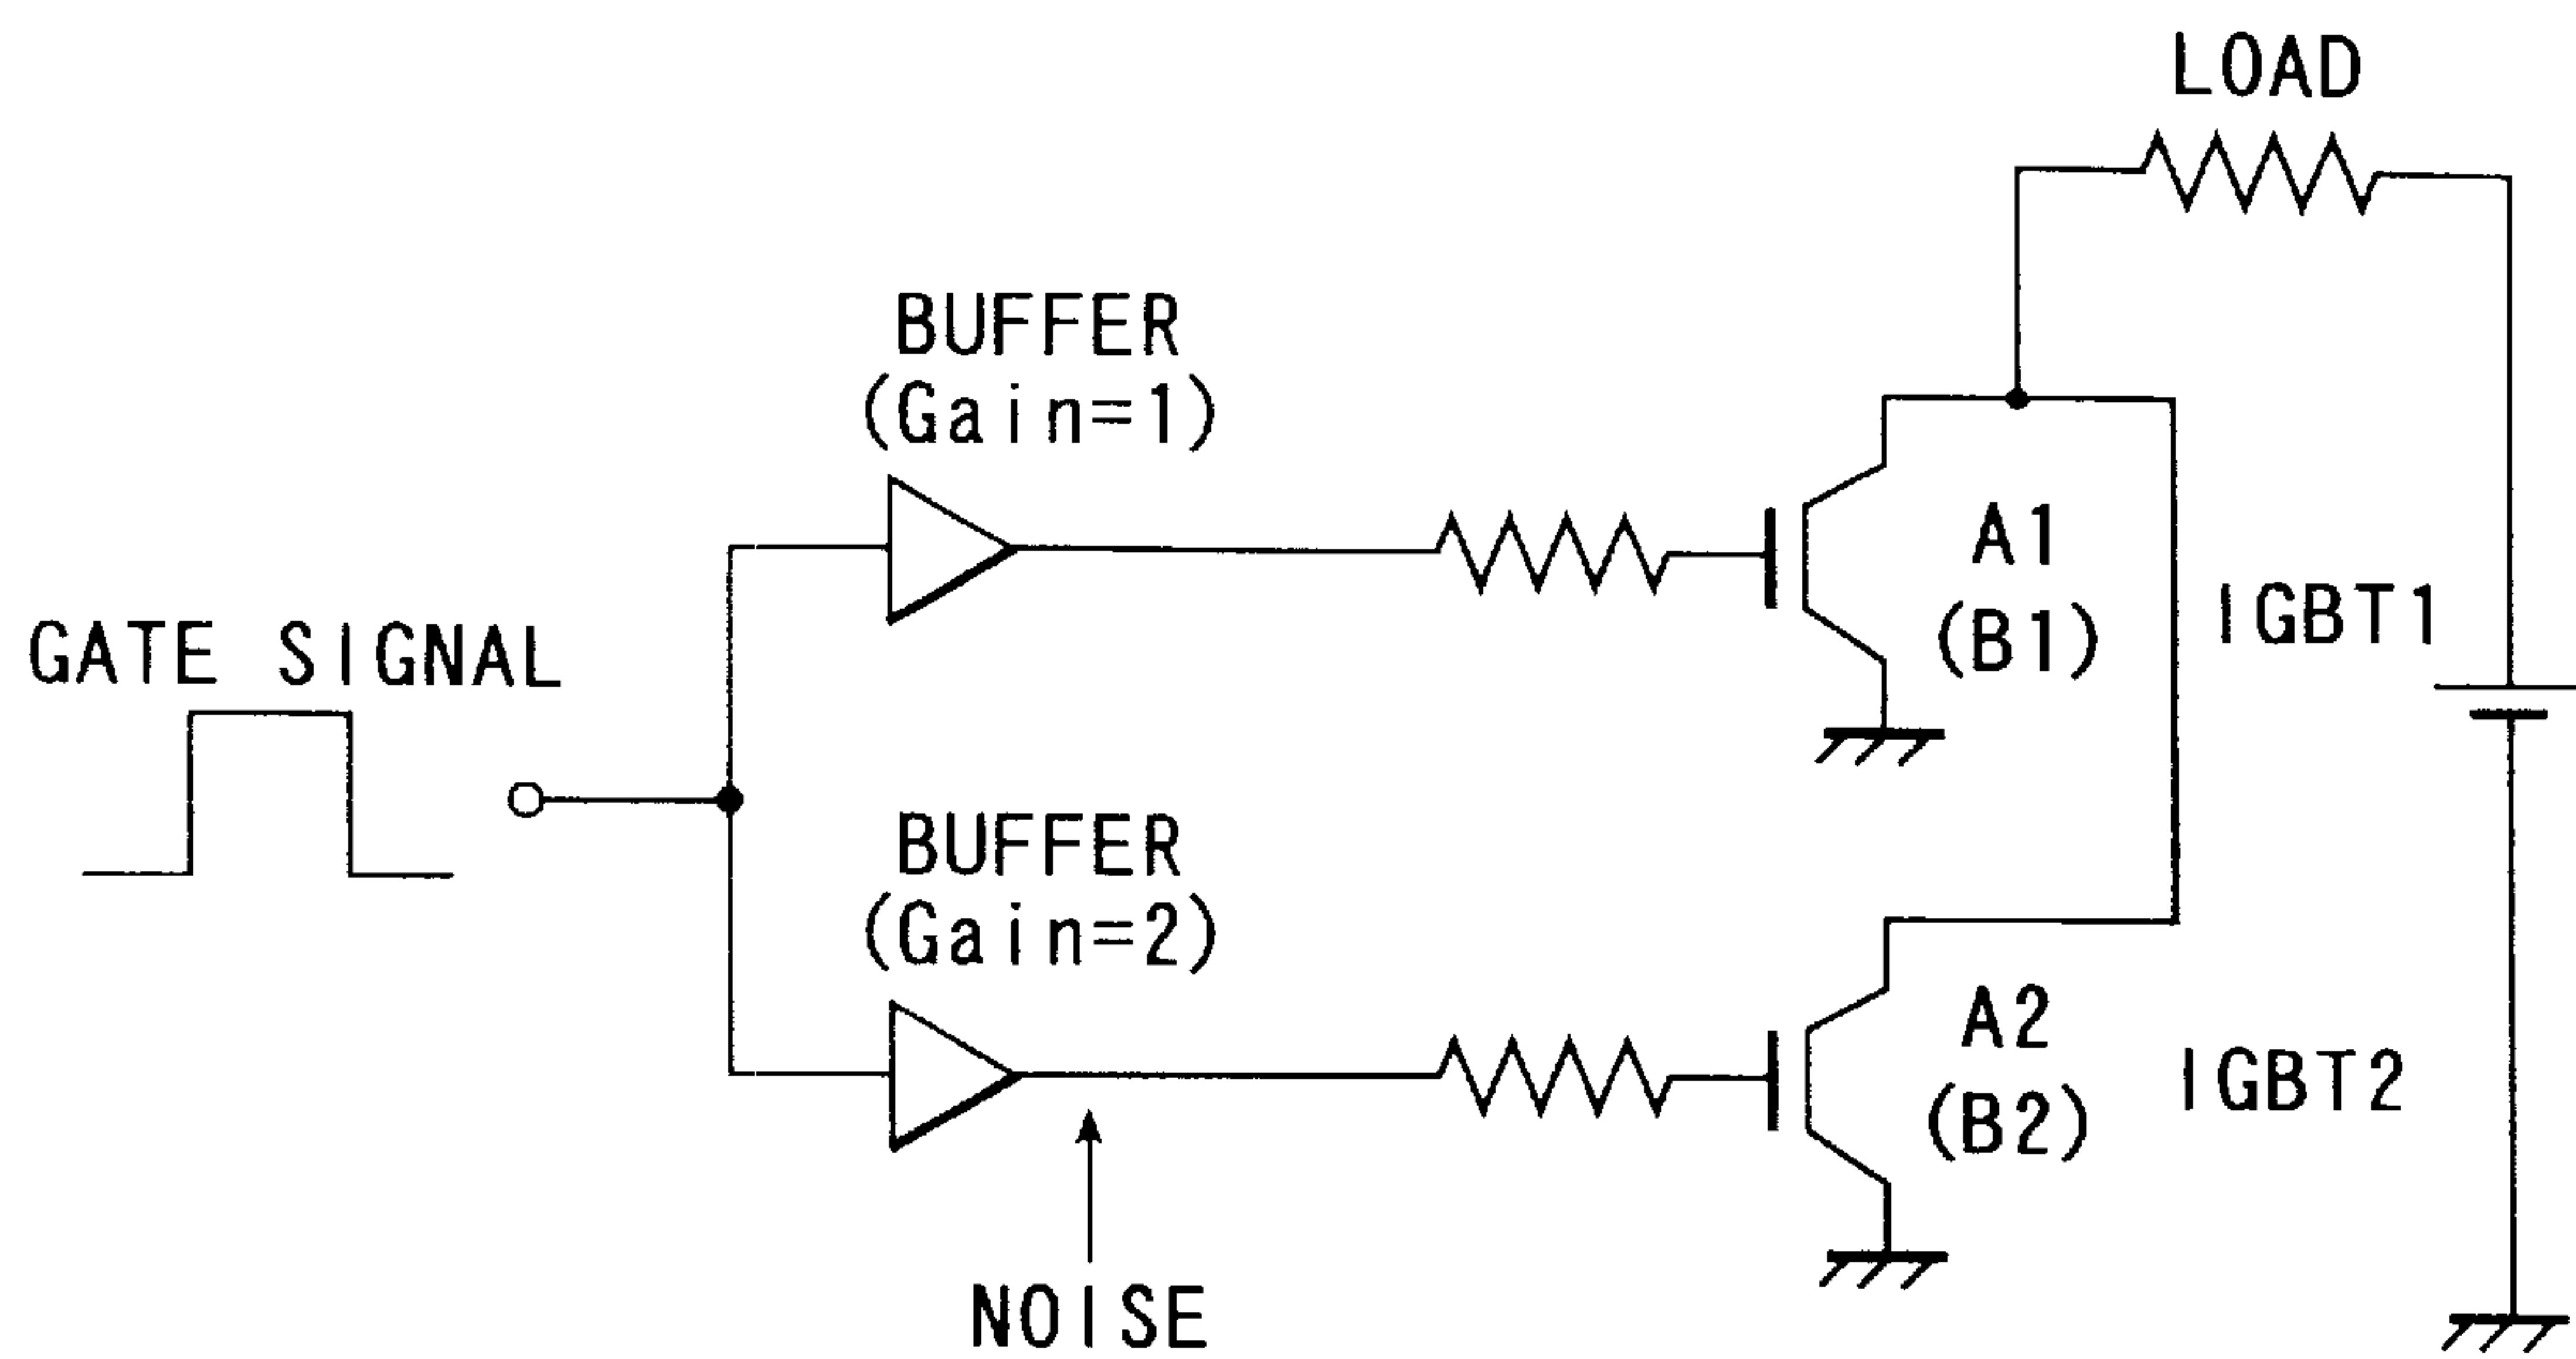 LOAD
BUFFER
(Gain=1)
A1
(B1)
IGBT1
GATE SIGNAL
BUFFER
(Gain=2)
A2
(B2)
IGBT2
NOISE